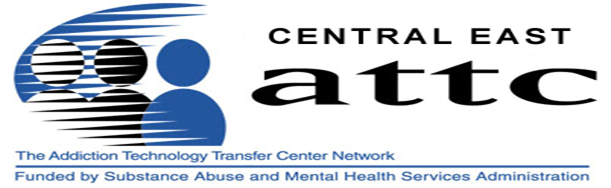 CENTRAL EAST
attc
The Addiction Technology Transfer Center Network
Funded by Substance Abuse and Mental Health Services Administration